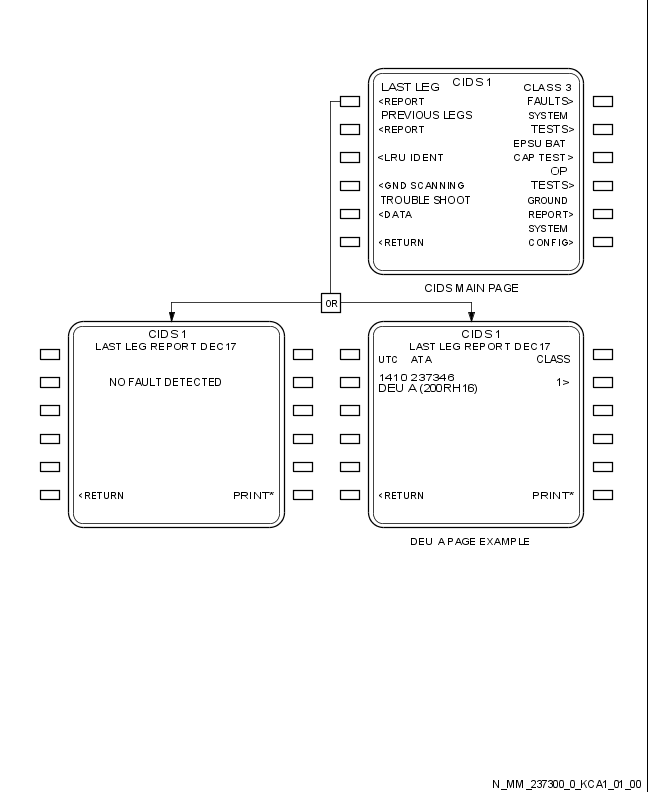 CIDS 1
LAST LEG CLASS 3
<REPORT FAULTS>
PREVIOUS LEGS SYSTEM
<REPORT TESTS>
EPSU BAT
<LRU IDENT CAP TEST>
OP
<GND SCANNING TESTS>
TROUBLE SHOOT GROUND
<DATA REPORT>
SYSTEM
<RETURN CONFIG>
CIDS MAIN PAGE
OR
CIDS 1
LAST LEG REPORT DEC17
NO FAULT DETECTED
<RETURN PRINT*
CIDS 1
LAST LEG REPORT DEC17
UTC ATA CLASS
1410 237346
DEU A (200RH16) 1>
<RETURN PRINT*
DEU A PAGE EXAMPLE
N_MM_237300_0_KCA1_01_00